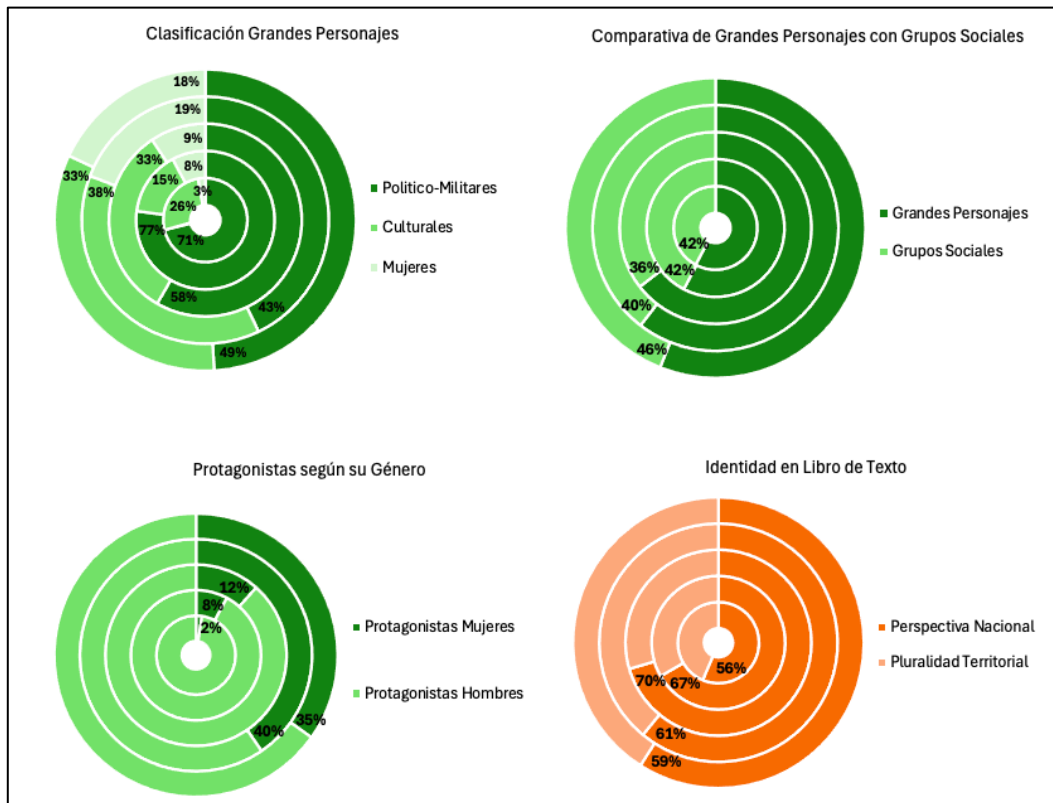 Clasificación Grandes Personajes
18%
19%
9%
33%
8%
33%
15%
38%
3%
26%
77%
71%
58%
43%
49%
Politico-Militares
Culturales
Mujeres
Comparativa de Grandes Personajes con Grupos Sociales
42%
36%
42%
40%
46%
Grandes Personajes
Grupos Sociales
Protagonistas según su Género
12%
8%
2%
35%
40%
Protagonistas Mujeres
Protagonistas Hombres
Identidad en Libro de Texto
56%
70%
67%
61%
59%
Perspectiva Nacional
Pluralidad Territorial